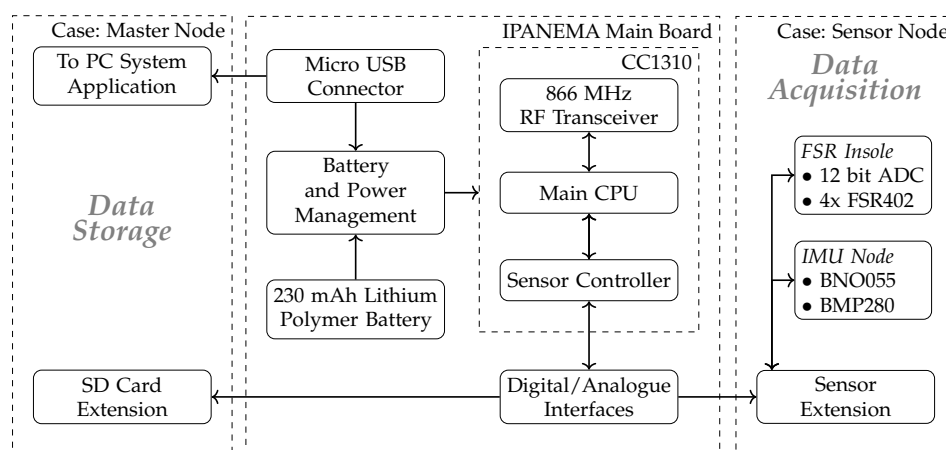 Case: Master Node
To PC System
Application
Data
Storage
SD Card
Extension
IPANEMA Main Board
Micro USB
Connector
Battery
and Power
Management
230 mAh Lithium
Polymer Battery
CC1310
866 MHz
RF Transceiver
Main CPU
Sensor Controller
Digital/Analogue
Interfaces
Case: Sensor Node
Data
Acquisition
FSR Insole
• 12 bit ADC
• 4x FSR402
IMU Node
• BNO055
• BMP280
Sensor
Extension